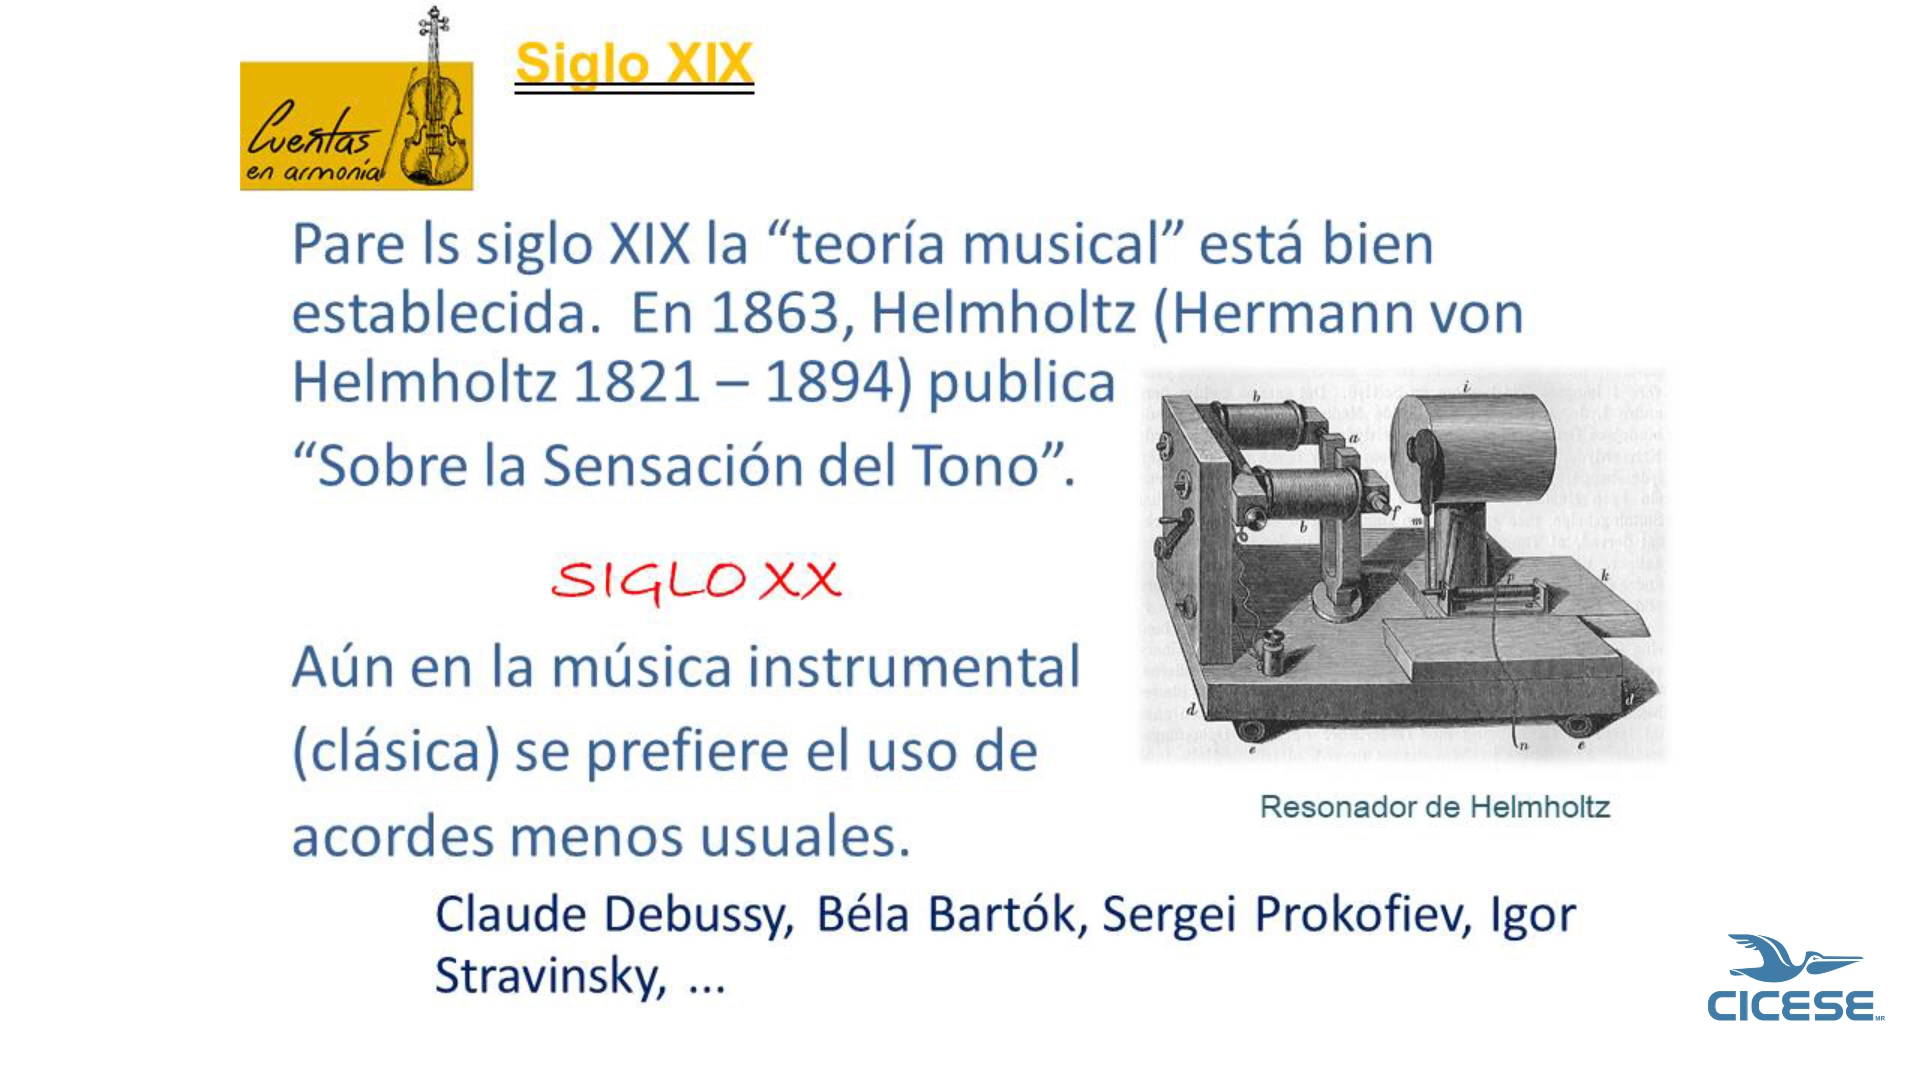 Siglo XIX
Cuentas
en armonía
Pare ls siglo XIX la “teoría musical” está bien
establecida. En 1863, Helmholtz (Hermann von
Helmholtz 1821 – 1894) publica
“Sobre la Sensación del Tono”.
i
b
a
b
f
m
p
k
d
d
e
n
e
SIGLO XX
Aún en la música instrumental
(clásica) se prefiere el uso de
acordes menos usuales.
Resonador de Helmholtz
Claude Debussy, Béla Bartók, Sergei Prokofiev, Igor
Stravinsky, ...
CICESE MR